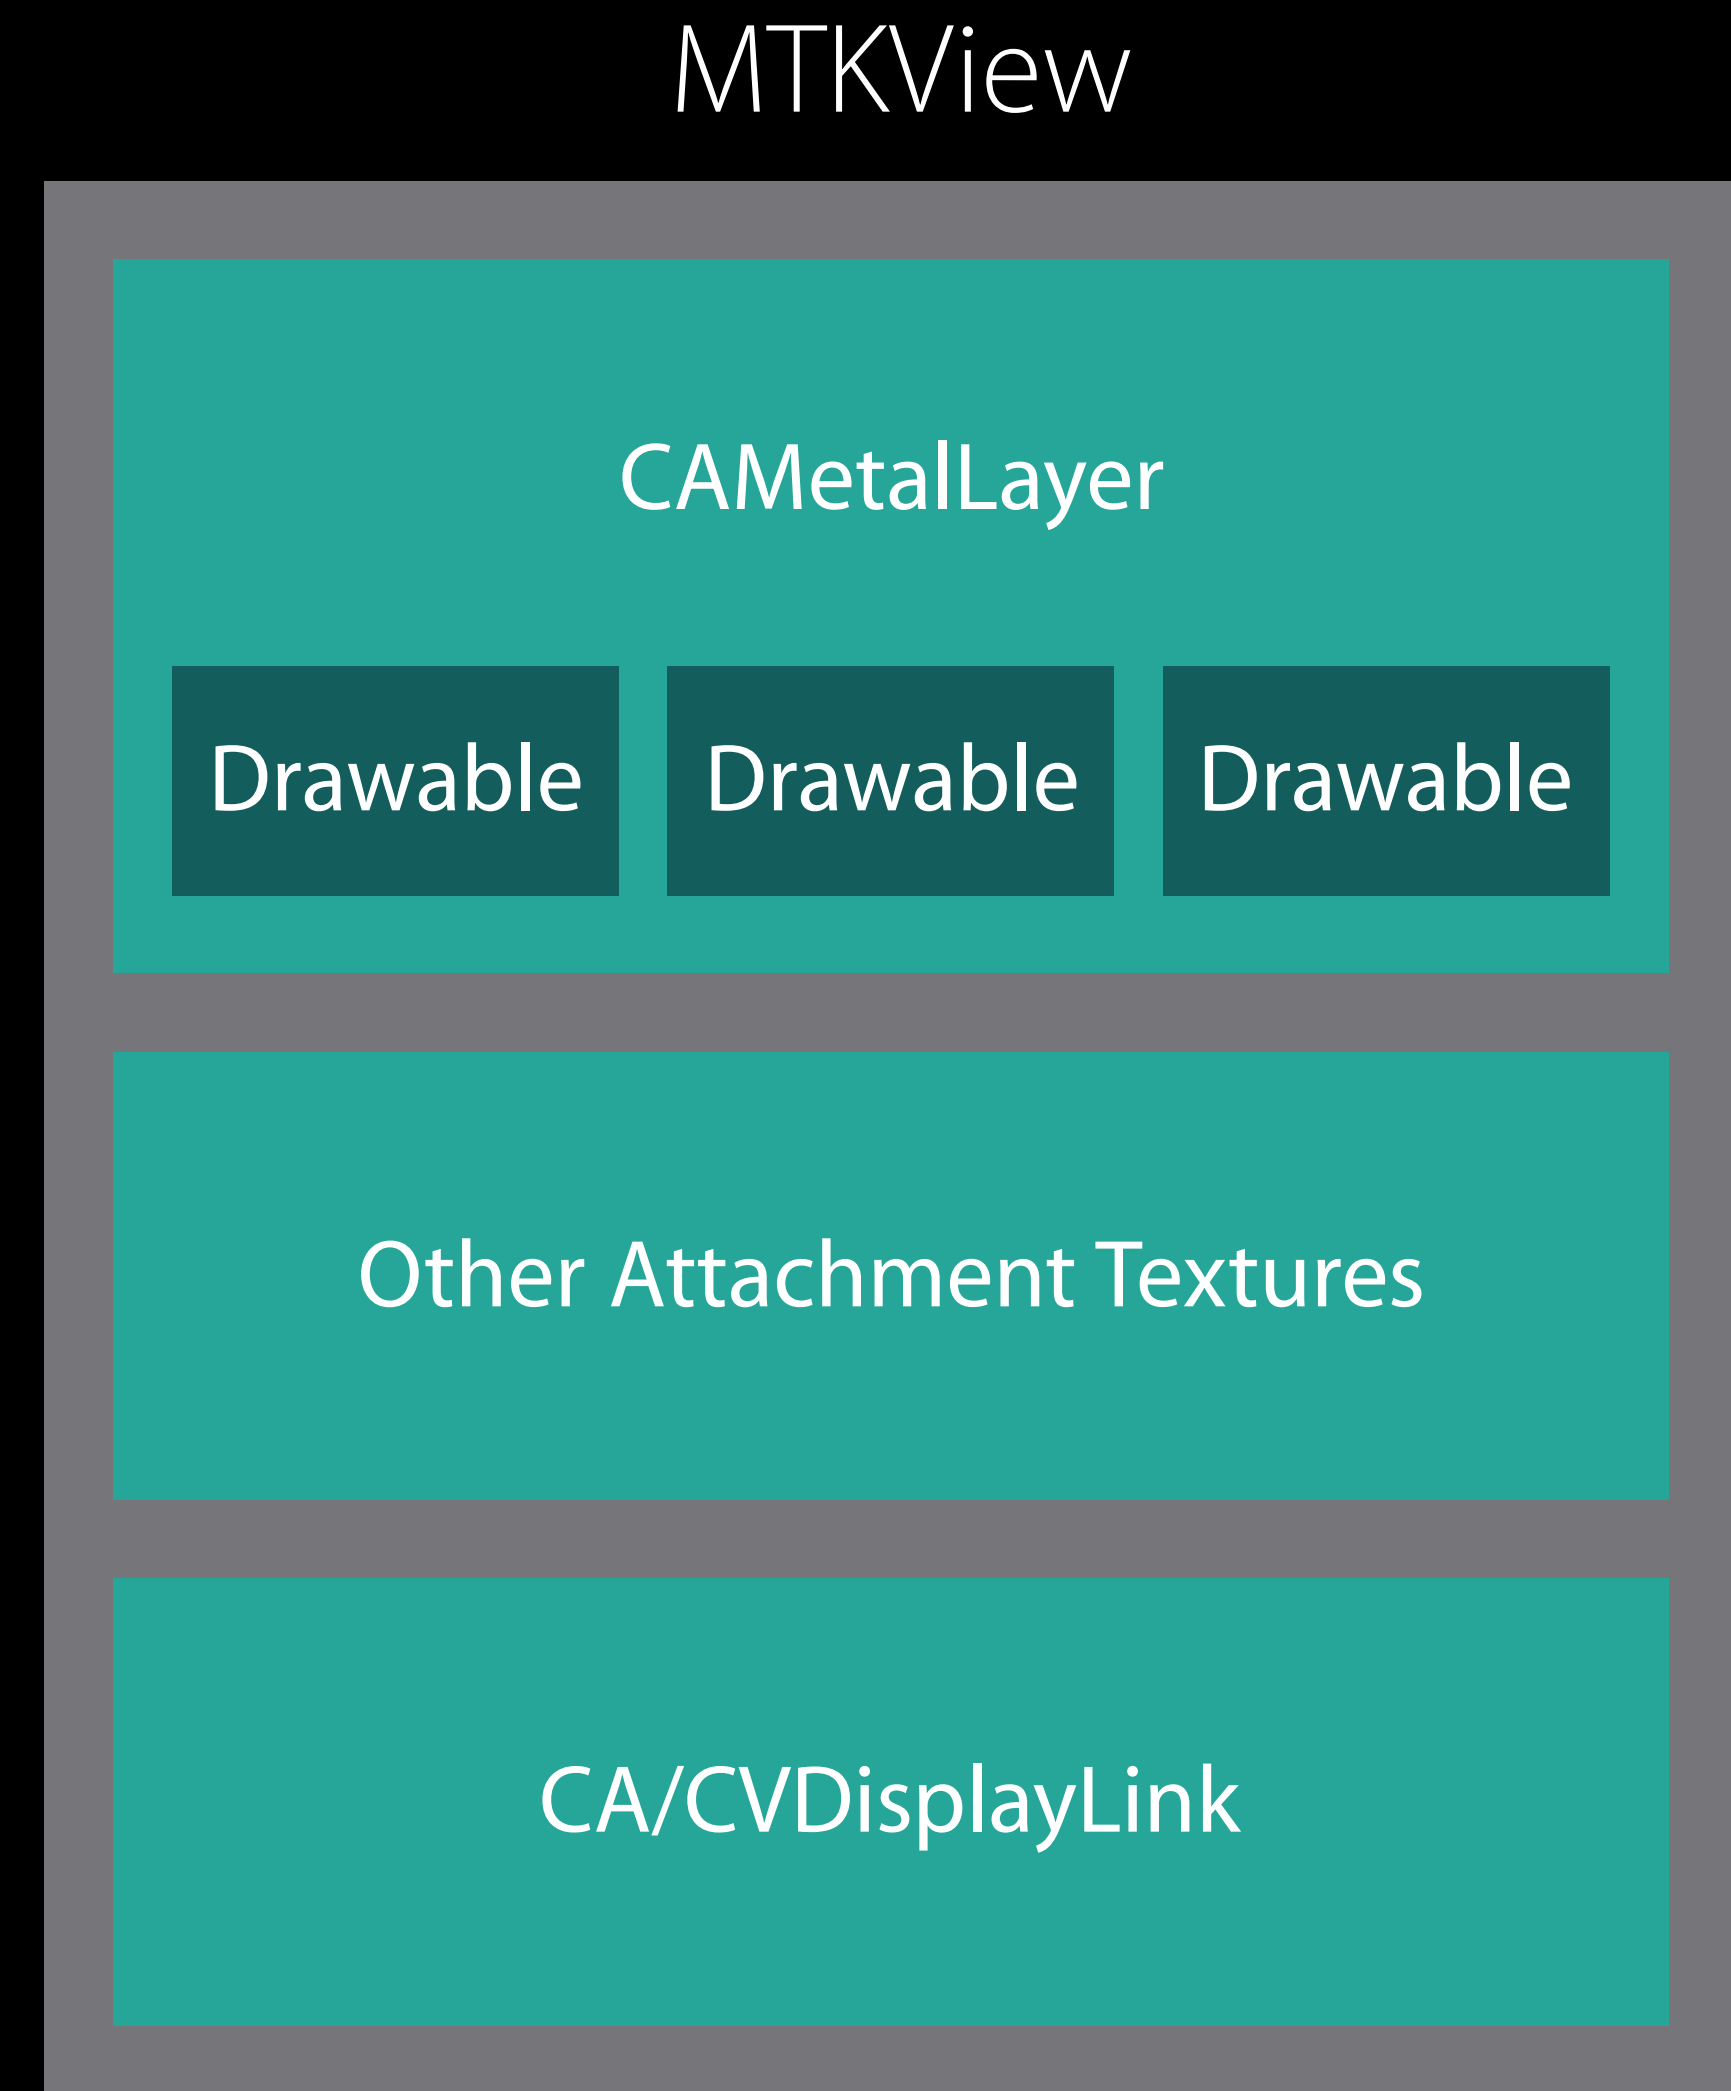 MTKView
CAMetalLayer
Drawable Drawable Drawable
Other Attachment Textures
CA/CVDisplayLink